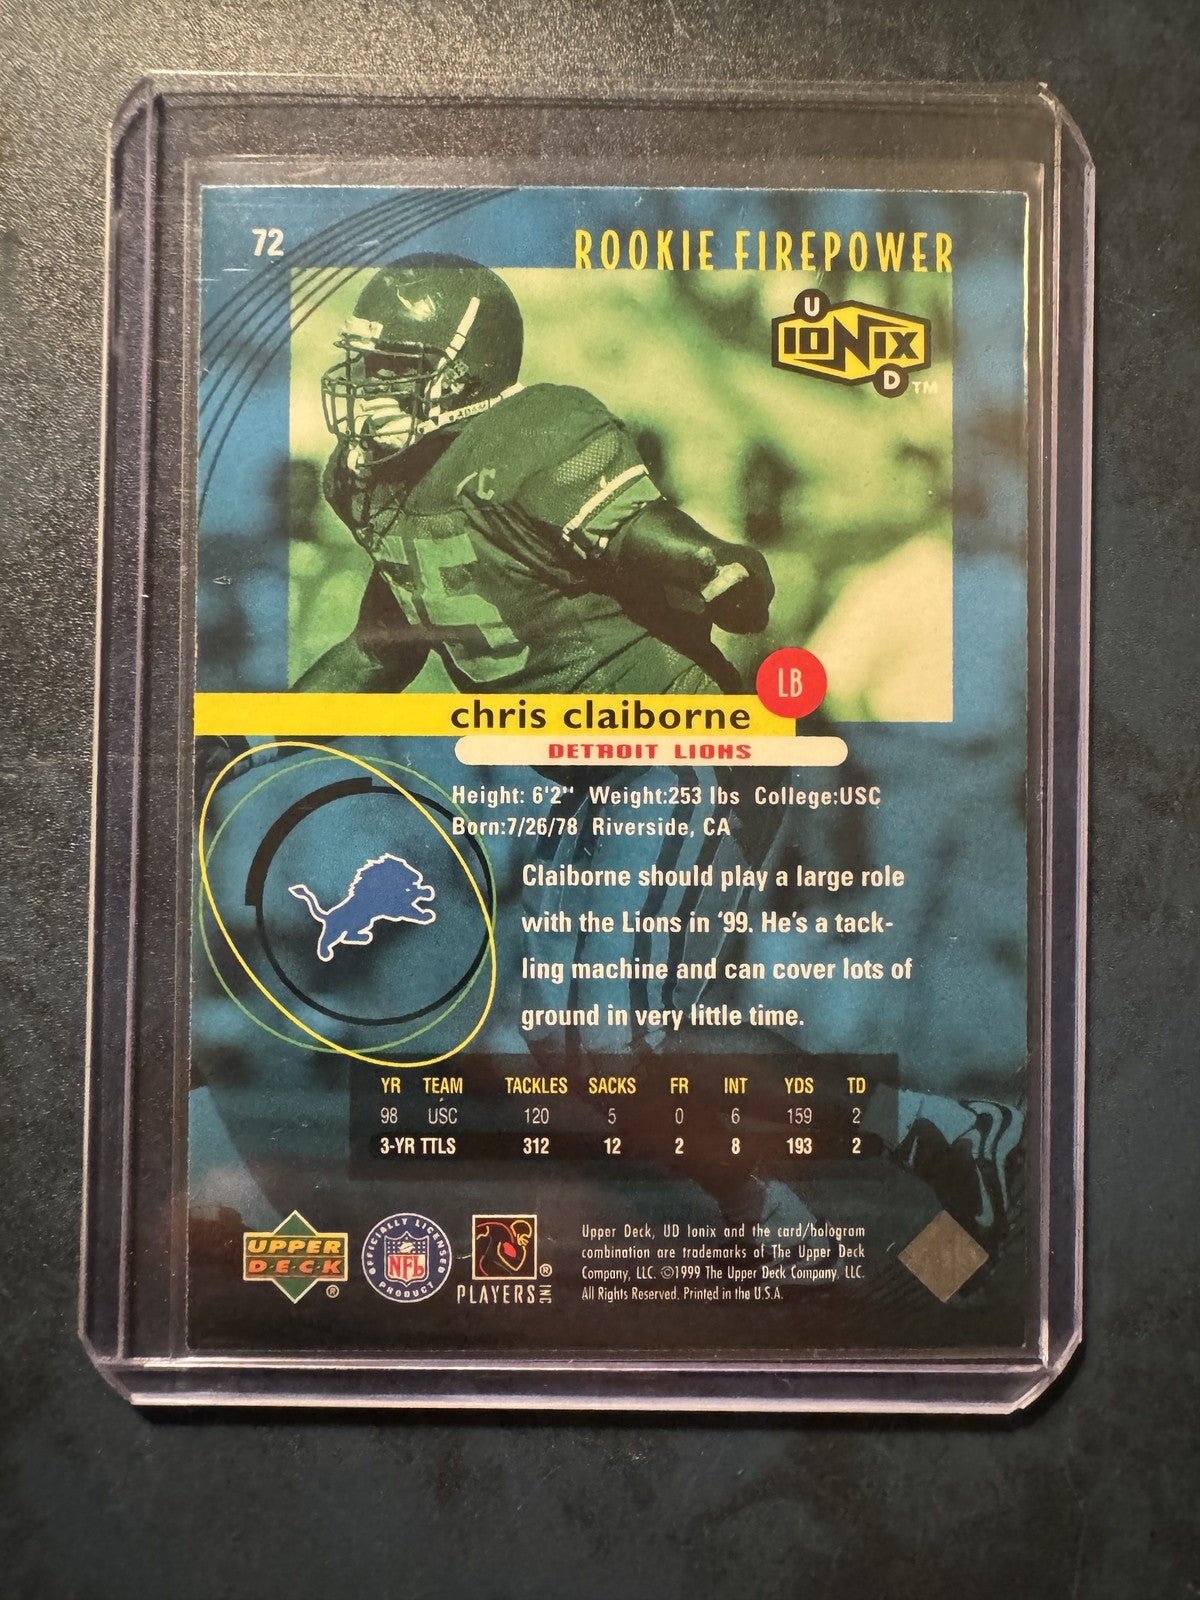 72
ROOKIE FIREPOWER
U
IONIX
D TM
C
55
LB
chris claiborne
DETROIT LIONS
Height: 6'2" Weight:253 lbs College:USC
Born:7/26/78 Riverside, CA
Claiborne should play a large role
with the Lions in '99. He's a tack-
ling machine and can cover lots of
ground in very little time.
YR TEAM TACKLES SACKS FR INT YDS TD
98 USC 120 5 0 6 159 2
3-YR TTLS 312 12 2 8 193 2
UPPER
DECK
®
OFFICIALLY LICENSED
NFL
PRODUCT
®
PLAYERS INC
Upper Deck, UD Ionix and the card/hologram
combination are trademarks of The Upper Deck
Company, LLC. ©1999 The Upper Deck Company, LLC.
All Rights Reserved. Printed in the U.S.A.